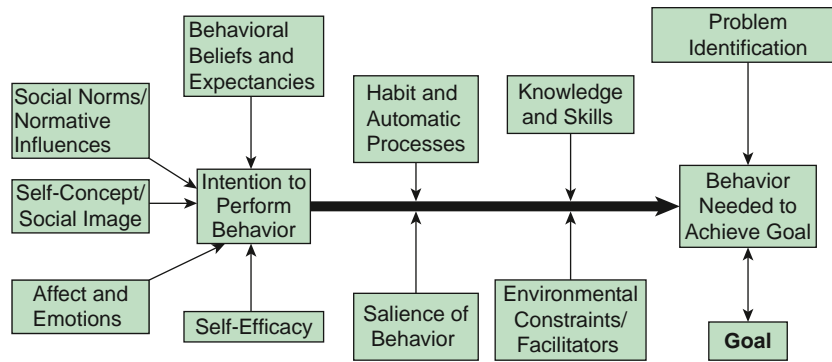 Behavioral
Beliefs and
Expectancies
Problem
Identification
Social Norms/
Normative
Influences
Habit and
Automatic
Processes
Knowledge
and Skills
Self-Concept/
Social Image
Intention to
Perform
Behavior
Behavior
Needed to
Achieve Goal
Affect and
Emotions
Self-Efficacy
Salience of
Behavior
Environmental
Constraints/
Facilitators
Goal